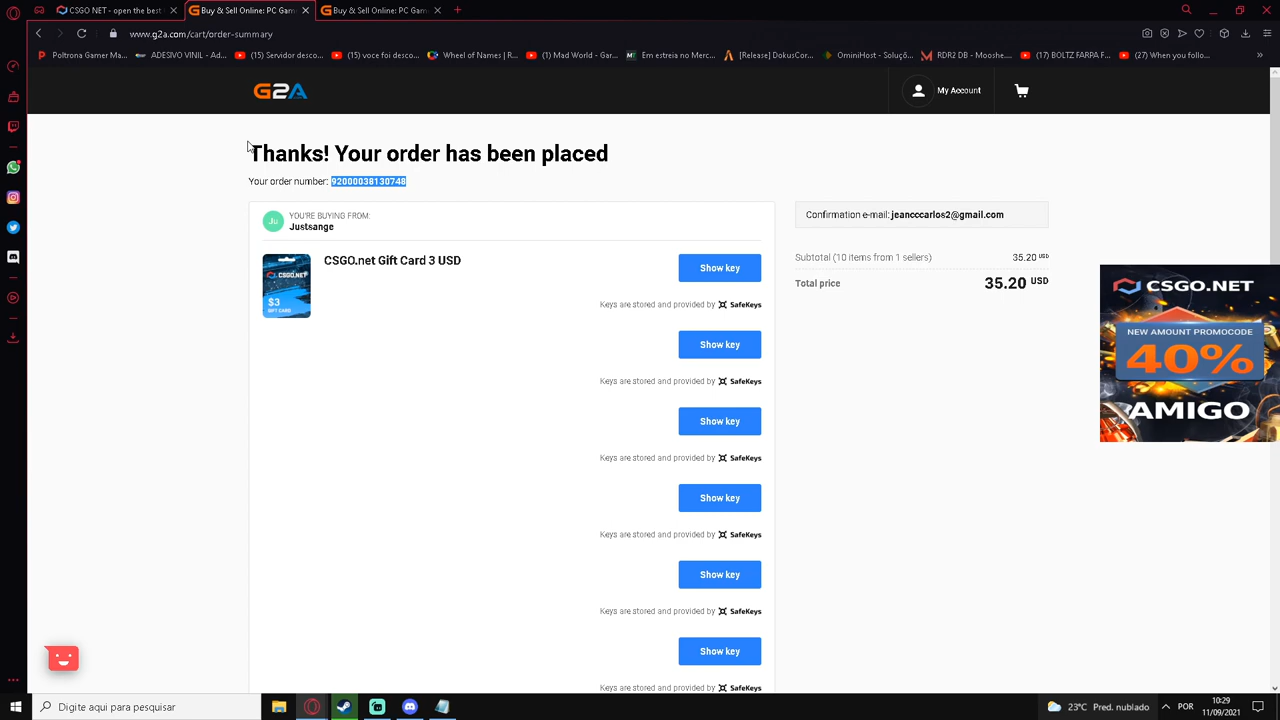 CSGO.NET - open the best
Buy & Sell Online: PC Gam
Buy & Sell Online: PC Gam
www.g2a.com/cart/order-summary
Poltrona Gamer Ma...
ADESIVO VINIL - Ad...
(15) Servidor desco...
(15) voce foi desco...
Wheel of Names | R...
(1) Mad World - Gar...
Em estreia no Merc...
[Release] DokusCor...
OminiHost - Soluçõ...
RDR2 DB - Mooshe...
(17) BOLTZ FARPA F...
(27) When you follo...
G2A
My Account
Thanks! Your order has been placed
Your order number: 92000038130748
Ju
YOU'RE BUYING FROM:
Justsange
Confirmation e-mail: jeancccarlos2@gmail.com
CSGO.net Gift Card 3 USD
Show key
Subtotal (10 items from 1 sellers) 35.20 USD
Total price 35.20 USD
CSGO.NET
$3
GIFT CARD
Keys are stored and provided by SafeKeys
Show key
Keys are stored and provided by SafeKeys
Show key
Keys are stored and provided by SafeKeys
Show key
Keys are stored and provided by SafeKeys
Show key
Keys are stored and provided by SafeKeys
Show key
Keys are stored and provided by SafeKeys
CSGO.NET
NEW AMOUNT PROMOCODE
40%
AMIGO
Digite aqui para pesquisar
23°C Pred. nublado
POR
10:29
11/09/2021